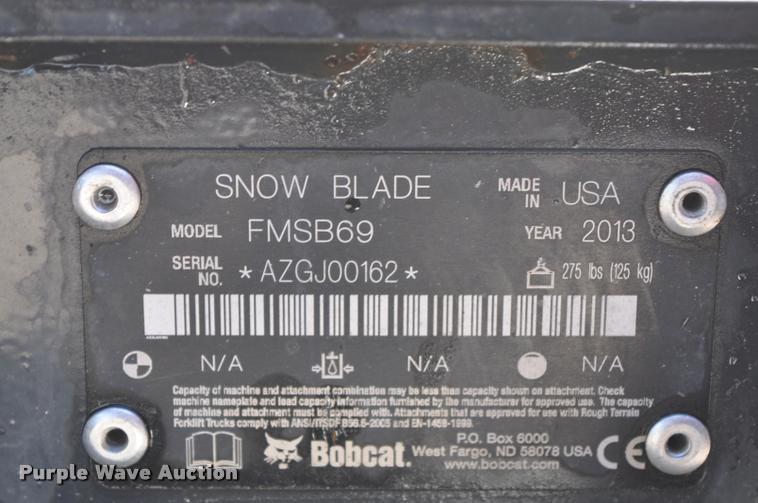 SNOW BLADE
MADE IN USA
MODEL FMSB69
YEAR 2013
SERIAL NO. *AZGJ00162*
275 lbs (125 kg)
N/A N/A N/A
Capacity of machine and attachment combination may be less than capacity shown on attachment. Check
machine nameplate and load capacity information furnished by the manufacturer for approved use. The capacity
of machine and attachment must be complied with. Attachments that are approved for use with Rough Terrain
Forklift Trucks comply with ANSI/ITSDF B56.6-2005 and EN-1459-1999.
Bobcat.
P.O. Box 6000
West Fargo, ND 58078 USA
www.bobcat.com
CE
Purple Wave Auction